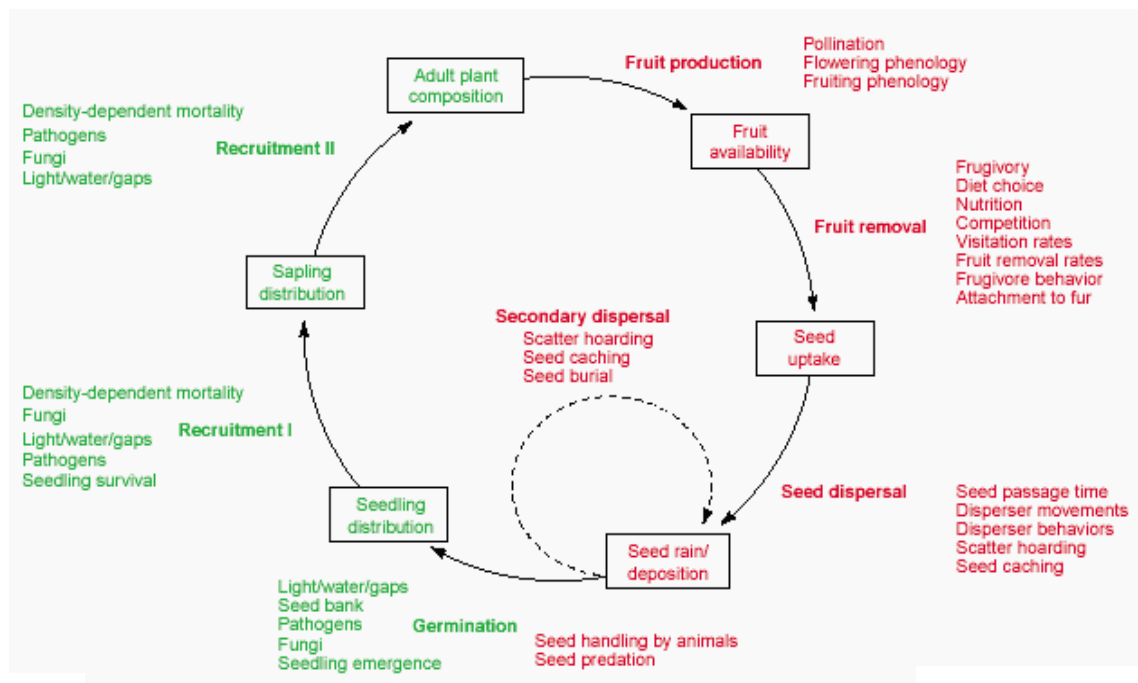 Adult plant
composition
Fruit production
Pollination
Flowering phenology
Fruiting phenology
Fruit
availability
Fruit removal
Frugivory
Diet choice
Nutrition
Competition
Visitation rates
Fruit removal rates
Frugivore behavior
Attachment to fur
Seed
uptake
Seed dispersal
Seed passage time
Disperser movements
Disperser behaviors
Scatter hoarding
Seed caching
Secondary dispersal
Scatter hoarding
Seed caching
Seed burial
Seed rain/
deposition
Seed handling by animals
Seed predation
Germination
Light/water/gaps
Seed bank
Pathogens
Fungi
Seedling emergence
Seedling
distribution
Recruitment I
Density-dependent mortality
Fungi
Light/water/gaps
Pathogens
Seedling survival
Sapling
distribution
Recruitment II
Density-dependent mortality
Pathogens
Fungi
Light/water/gaps